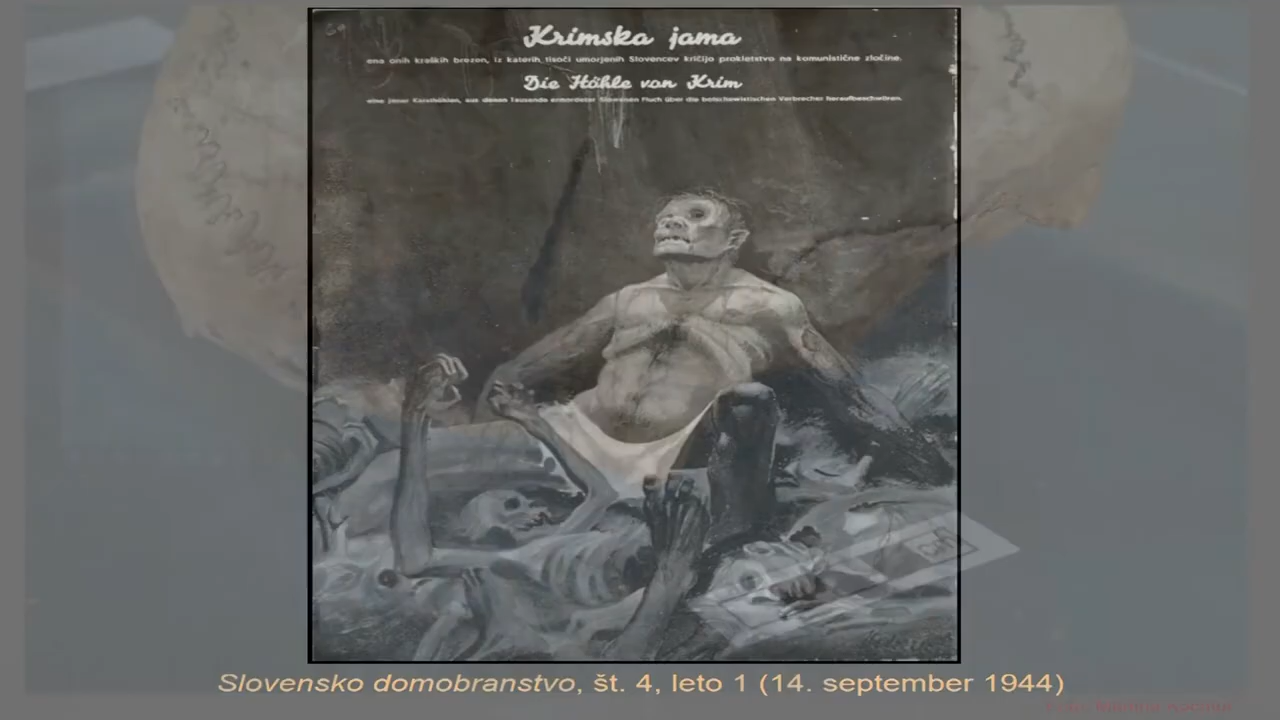 Krimska jama
ena onih kraških brezen, iz katerih tisoči umorjenih Slovencev kričijo prokletstvo na komunistične zločine.
Die Höhle von Krim
eine jener Karsthöhlen, aus denen Tausende ermordeter Slovenen Fluch über die bolschewistischen Verbrecher heraufbeschwören.
Slovensko domobranstvo, št. 4, leto 1 (14. september 1944)